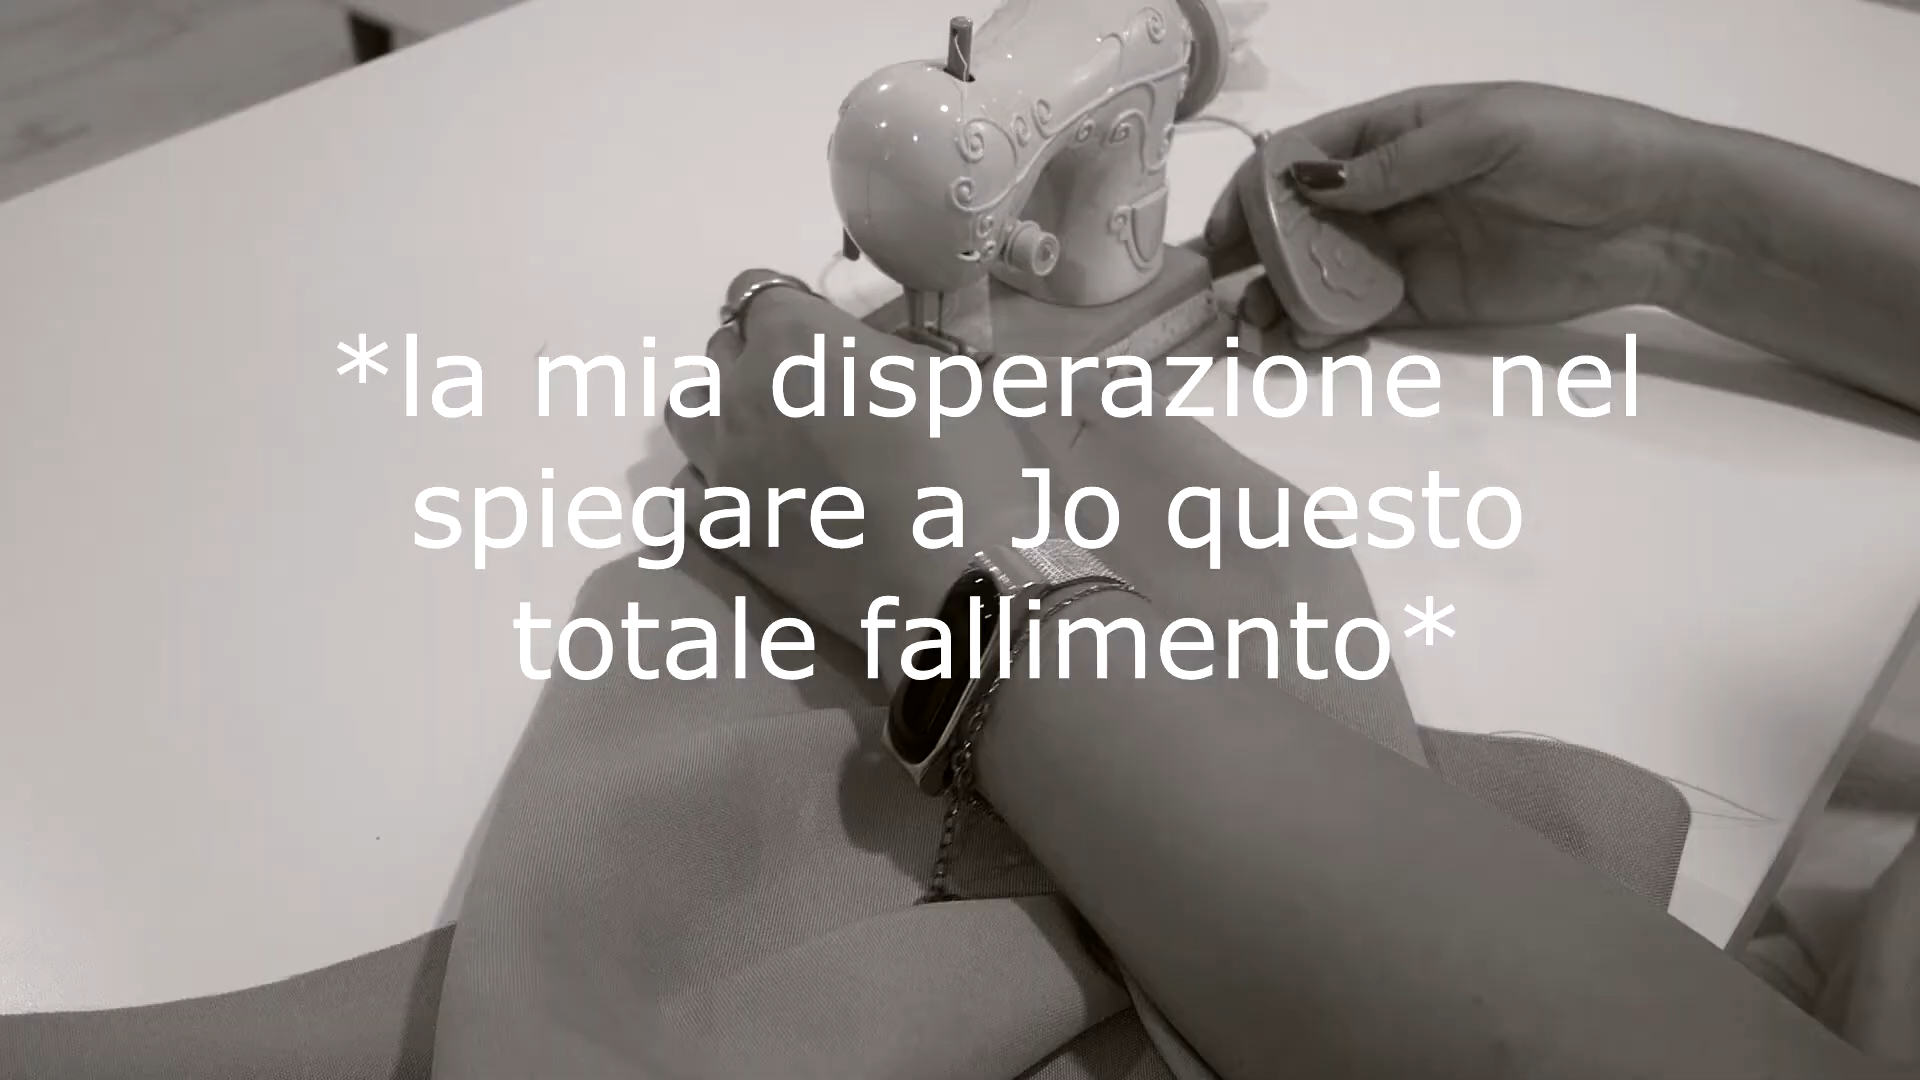 *la mia disperazione nel
spiegare a Jo questo
totale fallimento*